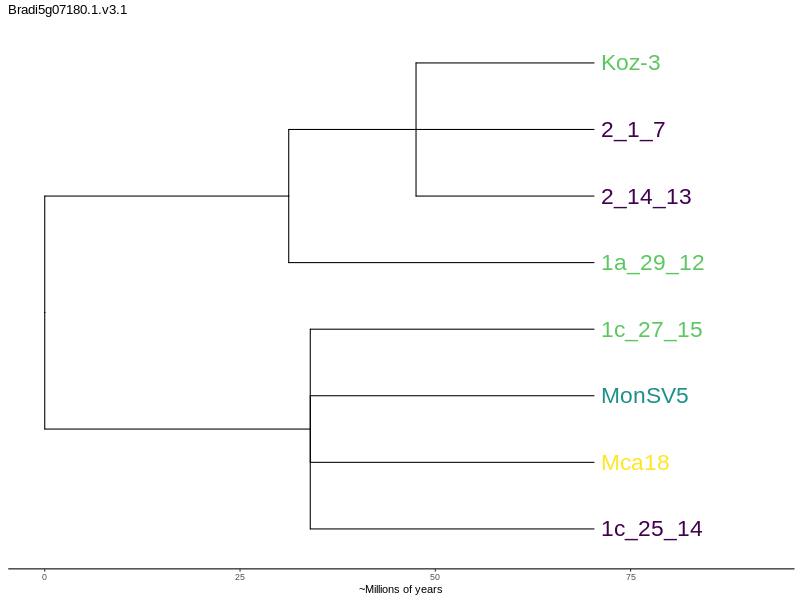 Bradi5g07180.1.v3.1
Koz-3
2_1_7
2_14_13
1a_29_12
1c_27_15
MonSV5
Mca18
1c_25_14
0 25 50 75
~Millions of years